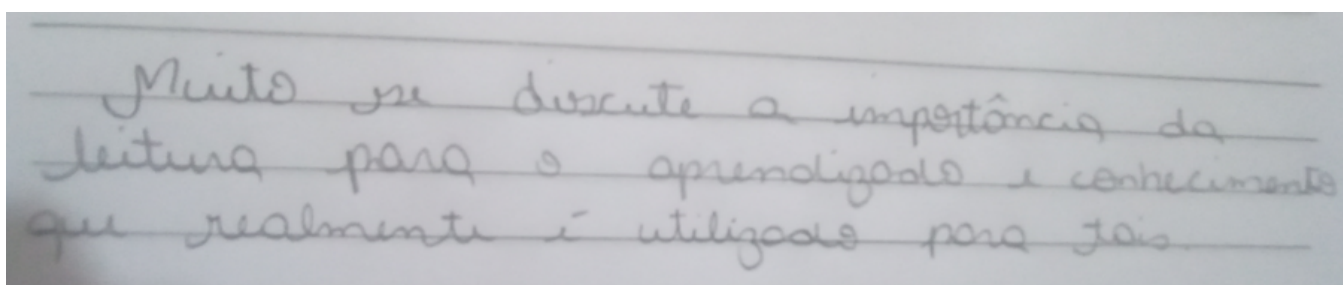 Muito se discute a importância da
leitura para o aprendizado e conhecimento
que realmente é utilizado para tais